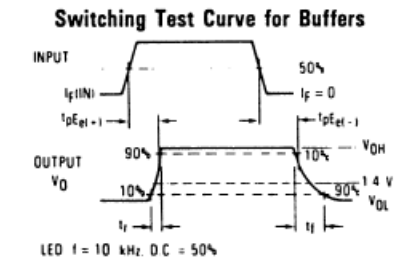 Switching Test Curve for Buffers
INPUT
50%
IF(IN)
IF = 0
tpEe(+)
tpEe(-)
VOH
90%
10%
OUTPUT
VO
1 4 V
10%
90%
VOL
tr
tf
LED f = 10 kHz, D C = 50%